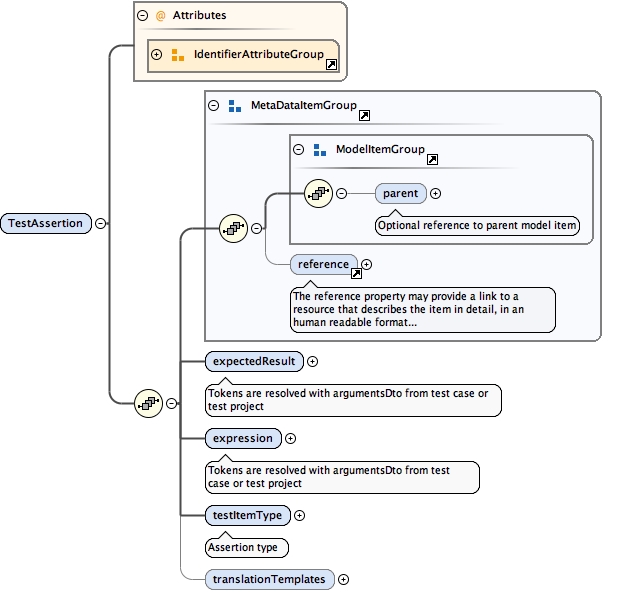 Attributes
IdentifierAttributeGroup
MetaDataItemGroup
ModelItemGroup
parent
Optional reference to parent model item
TestAssertion
reference
The reference property may provide a link to a
resource that describes the item in detail, in an
human readable format...
expectedResult
Tokens are resolved with argumentsDto from test case or
test project
expression
Tokens are resolved with argumentsDto from test
case or test project
testItemType
Assertion type
translationTemplates